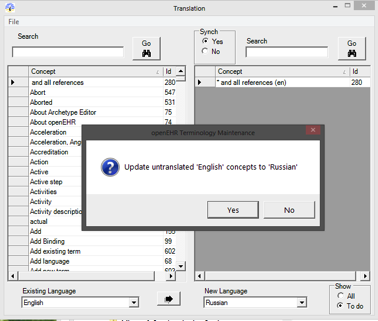 Translation
File
Search
Go
Synch
Yes
No
Search
Go
Concept Id
and all references 280
Abort 547
Aborted 531
About Archetype Editor 75
About openEHR 74
Acceleration
Acceleration, Ang
Accreditation
Action
Active
Active step
Activities
Activity
Activity descriptio
actual
Add 155
Add Binding 99
Add existing term 602
Add language 68
Add new term 603
Concept Id
* and all references (en) 280
openEHR Terminology Maintenance
Update untranslated 'English' concepts to 'Russian'
Yes
No
Existing Language
English
New Language
Russian
Show
All
To do